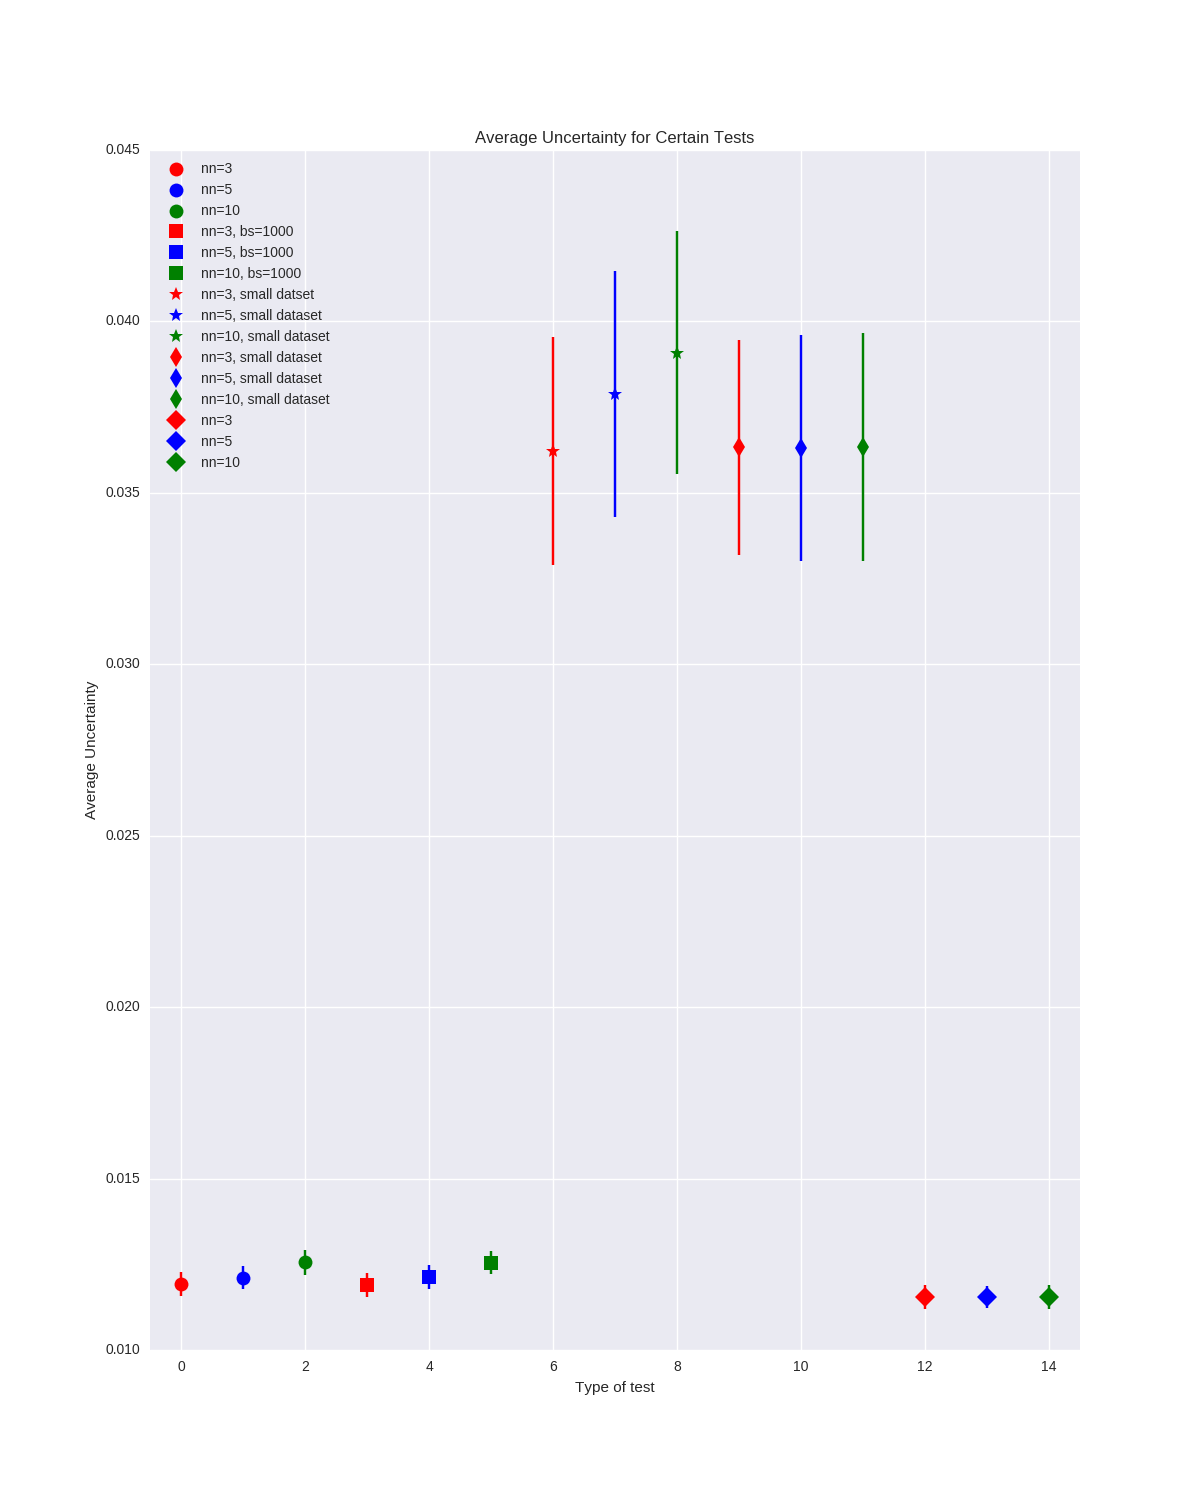 Average Uncertainty for Certain Tests
0.045
nn=3
nn=5
nn=10
nn=3, bs=1000
nn=5, bs=1000
nn=10, bs=1000
nn=3, small datset
nn=5, small dataset
nn=10, small dataset
nn=3, small dataset
nn=5, small dataset
nn=10, small dataset
nn=3
nn=5
nn=10
0.040
0.035
0.030
0.025
0.020
0.015
0.010
Average Uncertainty
0 2 4 6 8 10 12 14
Type of test